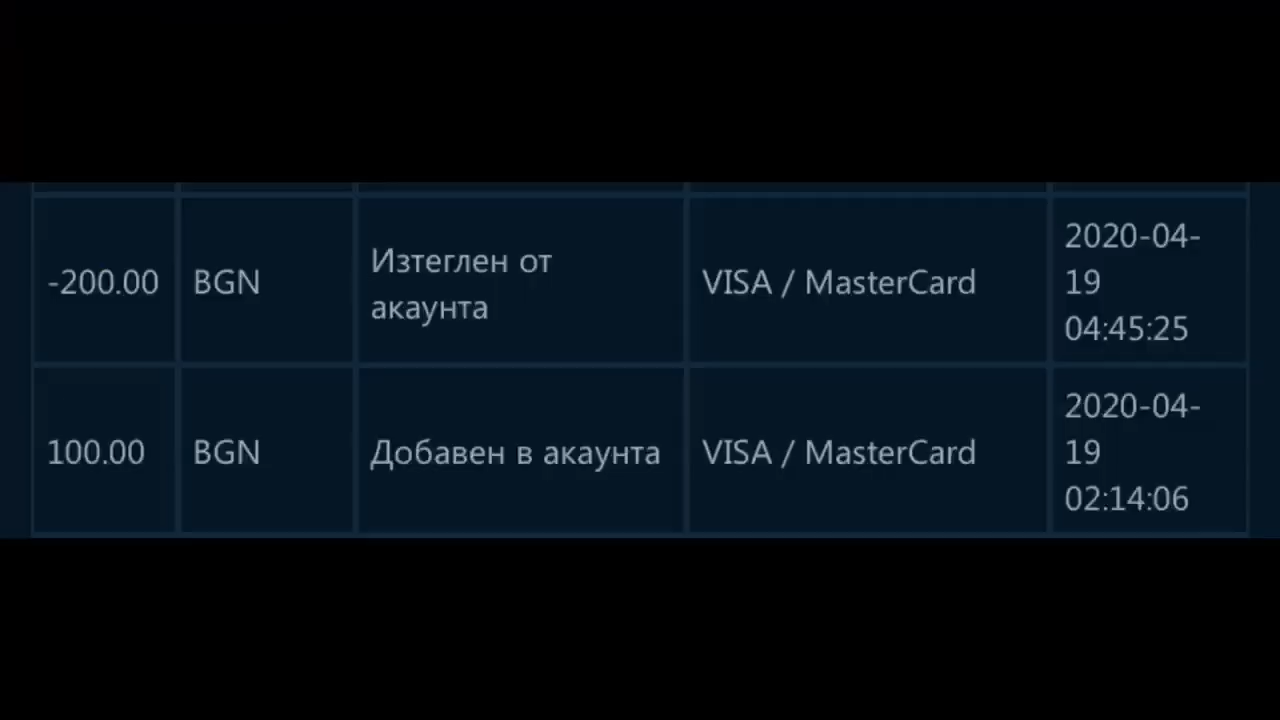 -200.00 BGN Изтеглен от акаунта VISA / MasterCard 2020-04-19 04:45:25
100.00 BGN Добавен в акаунта VISA / MasterCard 2020-04-19 02:14:06